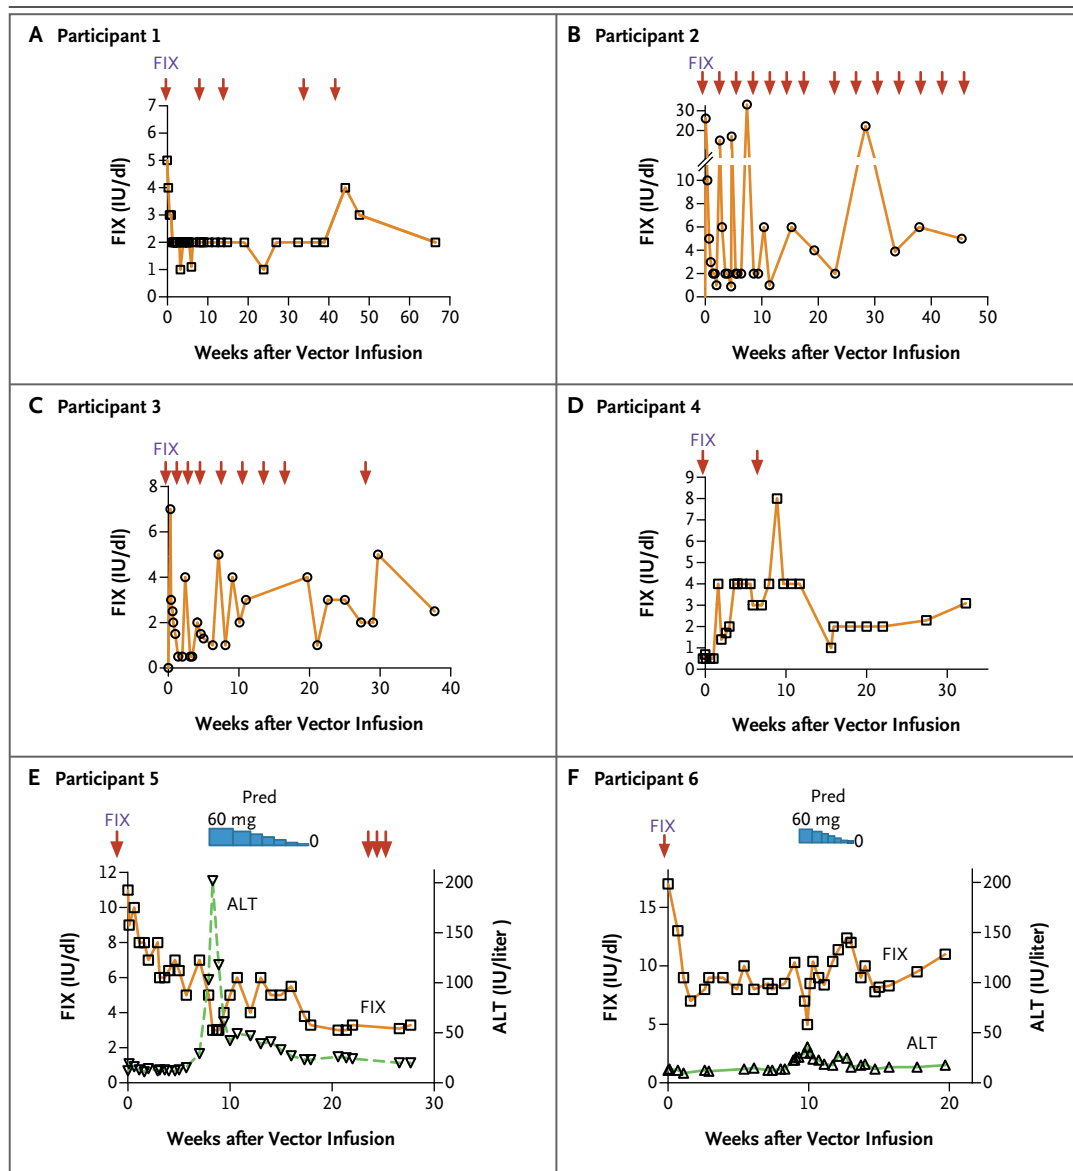 A Participant 1
FIX
7
6
5
4
3
2
1
0
FIX (IU/dl)
0 10 20 30 40 50 60 70
Weeks after Vector Infusion
B Participant 2
FIX
30
20
10
8
6
4
2
0
FIX (IU/dl)
0 10 20 30 40 50
Weeks after Vector Infusion
C Participant 3
FIX
8
6
4
2
0
FIX (IU/dl)
0 10 20 30 40
Weeks after Vector Infusion
D Participant 4
FIX
9
8
7
6
5
4
3
2
1
0
FIX (IU/dl)
0 10 20 30
Weeks after Vector Infusion
E Participant 5
Pred
FIX
60 mg
0
12
10
8
6
4
2
0
FIX (IU/dl)
ALT
FIX
200
150
100
50
0
ALT (IU/liter )
0 10 20 30
Weeks after Vector Infusion
F Participant 6
Pred
FIX
60 mg
0
15
10
5
0
FIX (IU/dl)
FIX
ALT
200
150
100
50
0
ALT (IU/liter)
0 10 20
Weeks after Vector Infusion